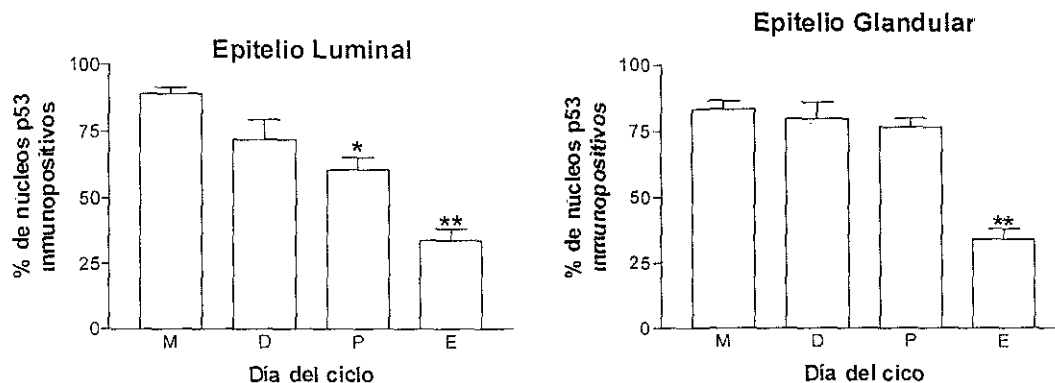 Epitelio Luminal
% de núcleos p53
inmunopositivos
100
75
50
25
0
*
**
M D P E
Día del ciclo
Epitelio Glandular
% de núcleos p53
inmunopositivos
100
75
50
25
0
**
M D P E
Día del cico